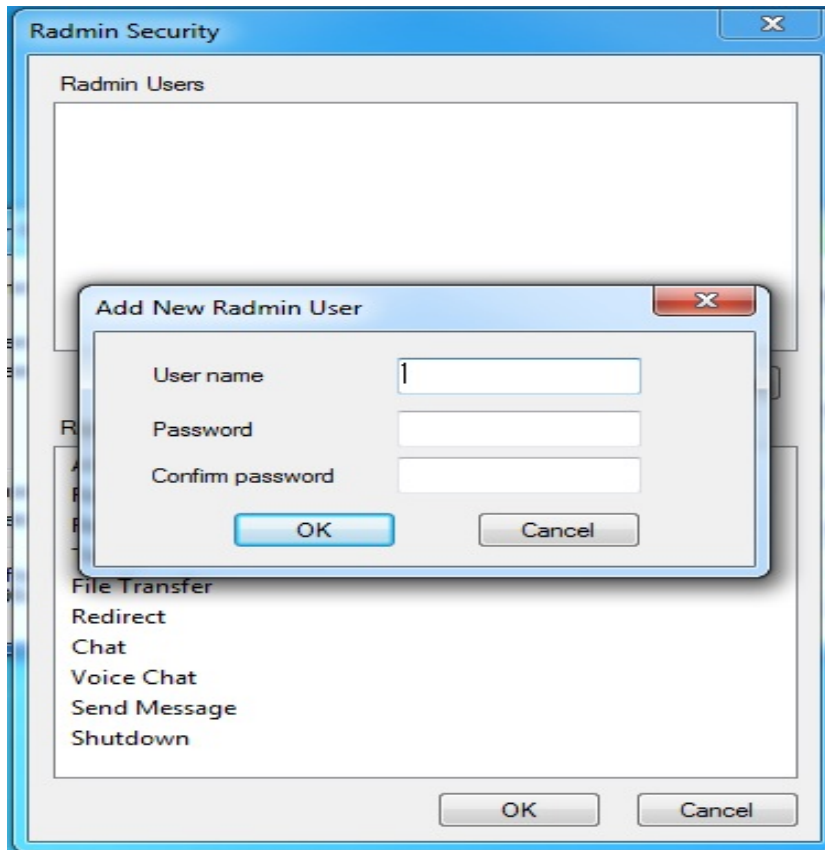 Radmin Security
Radmin Users
Add New Radmin User
User name
Password
Confirm password
OK Cancel
File Transfer
Redirect
Chat
Voice Chat
Send Message
Shutdown
OK Cancel